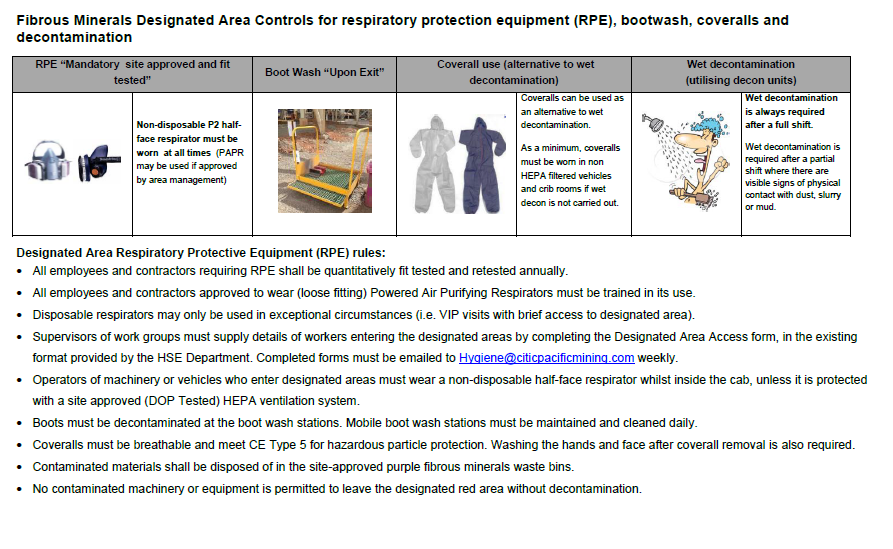 Fibrous Minerals Designated Area Controls for respiratory protection equipment (RPE), bootwash, coveralls and
decontamination
RPE “Mandatory site approved and fit
tested”
Boot Wash “Upon Exit”
Coverall use (alternative to wet
decontamination)
Wet decontamination
(utilising decon units)
Non-disposable P2 half-
face respirator must be
worn at all times (PAPR
may be used if approved
by area management)
Coveralls can be used as
an alternative to wet
decontamination.
As a minimum, coveralls
must be worn in non
HEPA filtered vehicles
and crib rooms if wet
decon is not carried out.
Wet decontamination
is always required
after a full shift.
Wet decontamination is
required after a partial
shift where there are
visible signs of physical
contact with dust, slurry
or mud.
Designated Area Respiratory Protective Equipment (RPE) rules:
• All employees and contractors requiring RPE shall be quantitatively fit tested and retested annually.
• All employees and contractors approved to wear (loose fitting) Powered Air Purifying Respirators must be trained in its use.
• Disposable respirators may only be used in exceptional circumstances (i.e. VIP visits with brief access to designated area).
• Supervisors of work groups must supply details of workers entering the designated areas by completing the Designated Area Access form, in the existing
format provided by the HSE Department. Completed forms must be emailed to Hygiene@citicpacificmining.com weekly.
• Operators of machinery or vehicles who enter designated areas must wear a non-disposable half-face respirator whilst inside the cab, unless it is protected
with a site approved (DOP Tested) HEPA ventilation system.
• Boots must be decontaminated at the boot wash stations. Mobile boot wash stations must be maintained and cleaned daily.
• Coveralls must be breathable and meet CE Type 5 for hazardous particle protection. Washing the hands and face after coverall removal is also required.
• Contaminated materials shall be disposed of in the site-approved purple fibrous minerals waste bins.
• No contaminated machinery or equipment is permitted to leave the designated red area without decontamination.